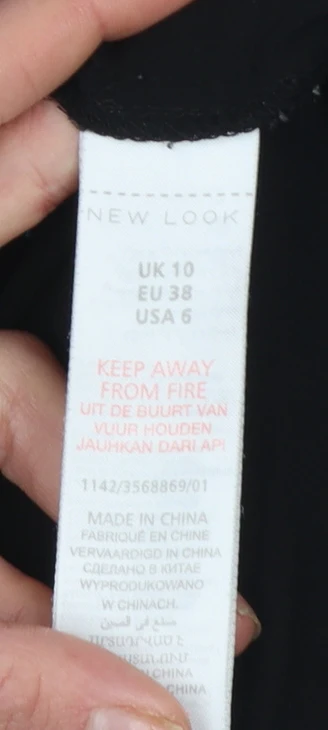 NEW LOOK
UK 10
EU 38
USA 6
KEEP AWAY
FROM FIRE
UIT DE BUURT VAN
VUUR HOUDEN
JAUHKAN DARI API
1142/3568869/01
MADE IN CHINA
FABRIQUÉ EN CHINE
VERVAARDIGD IN CHINA
СДЕЛАНО В КИТАЕ
WYPRODUKOWANO
W CHINACH.
صنع في الصين
CHINA
CHINA